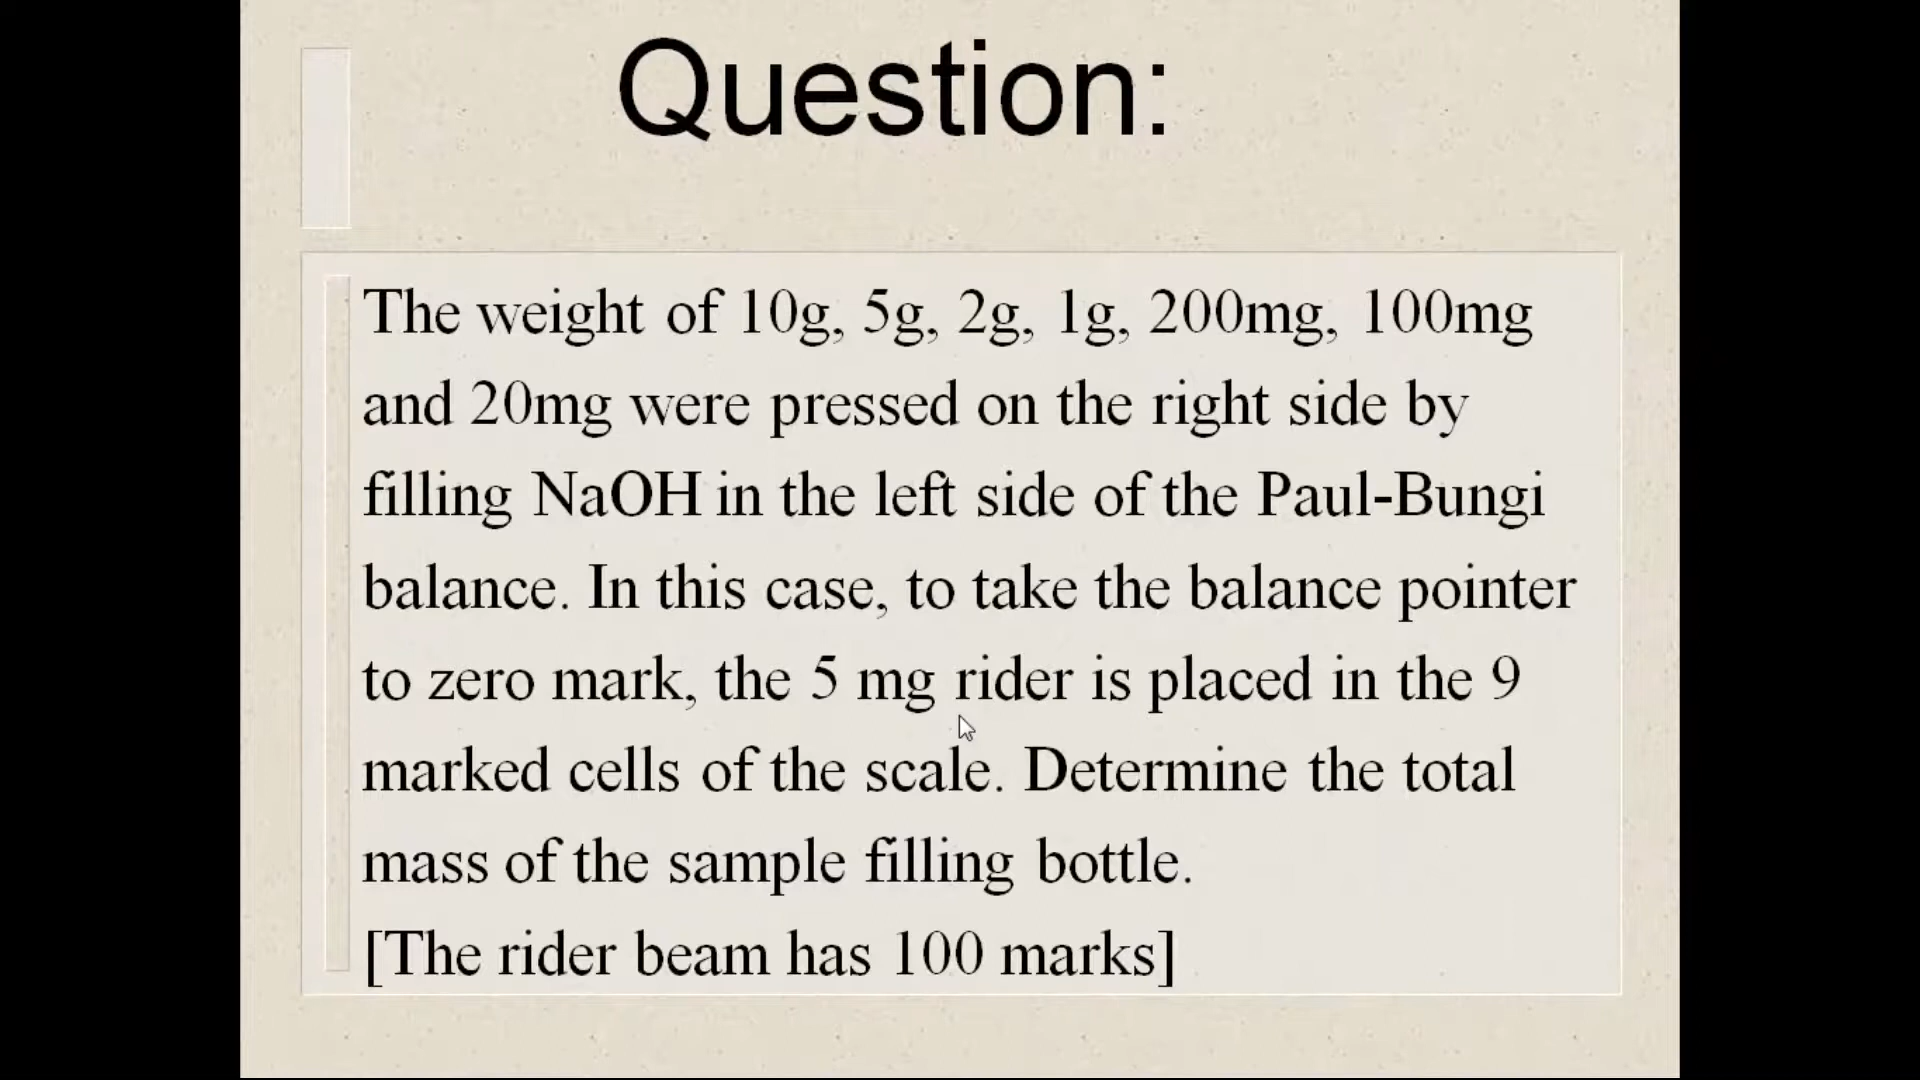 Question:
The weight of 10g, 5g, 2g, 1g, 200mg, 100mg
and 20mg were pressed on the right side by
filling NaOH in the left side of the Paul-Bungi
balance. In this case, to take the balance pointer
to zero mark, the 5 mg rider is placed in the 9
marked cells of the scale. Determine the total
mass of the sample filling bottle.
[The rider beam has 100 marks]